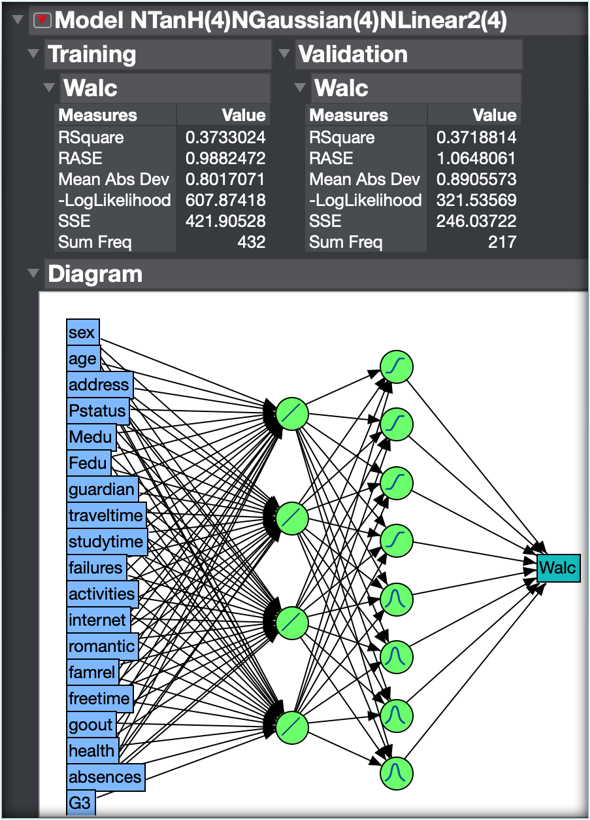 Model NTanH(4)NGaussian(4)NLinear2(4)
Training
Walc
Measures Value
RSquare 0.3733024
RASE 0.9882472
Mean Abs Dev 0.8017071
-LogLikelihood 607.87418
SSE 421.90528
Sum Freq 432
Validation
Walc
Measures Value
RSquare 0.3718814
RASE 1.0648061
Mean Abs Dev 0.8905573
-LogLikelihood 321.53569
SSE 246.03722
Sum Freq 217
Diagram
sex
age
address
Pstatus
Medu
Fedu
guardian
traveltime
studytime
failures
activities
internet
romantic
famrel
freetime
goout
health
absences
G3
Walc